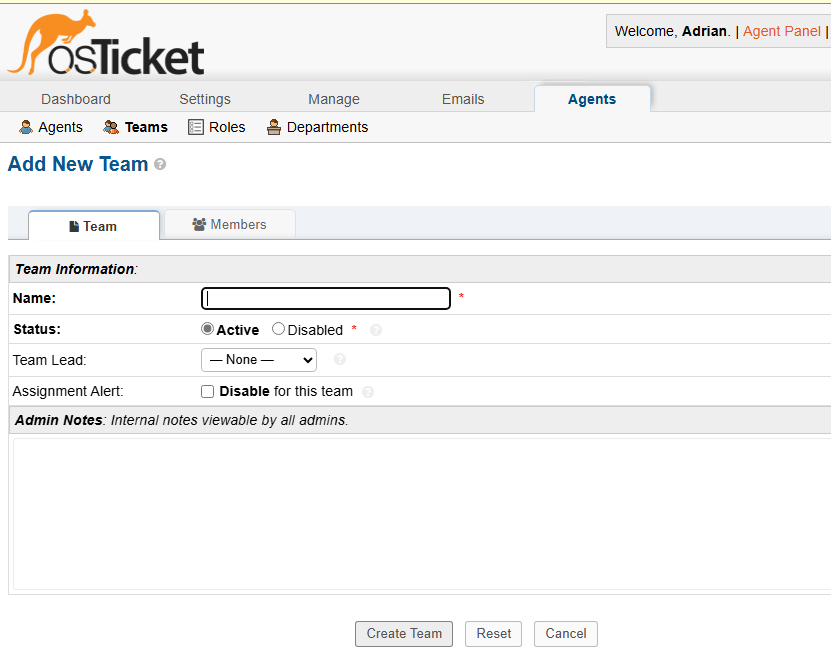 osTicket
Welcome, Adrian. | Agent Panel |
Dashboard Settings Manage Emails Agents
Agents Teams Roles Departments
Add New Team ?
Team Members
Team Information:
Name: *
Status: Active Disabled * ?
Team Lead: — None — ?
Assignment Alert: Disable for this team ?
Admin Notes: Internal notes viewable by all admins.
Create Team Reset Cancel